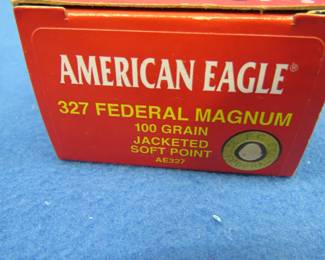 AMERICAN EAGLE®
327 FEDERAL MAGNUM
100 GRAIN
JACKETED
SOFT POINT
AE327